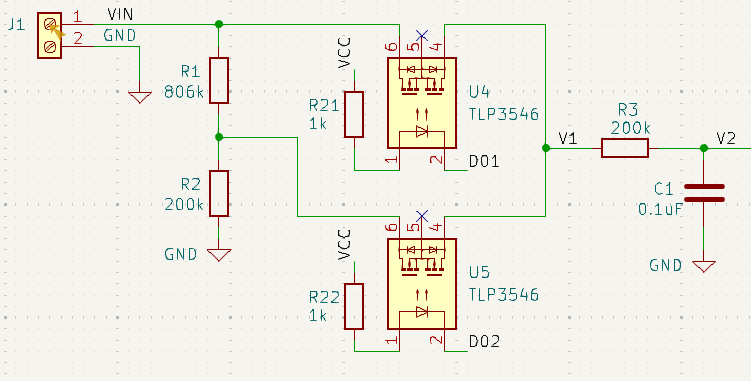 J1
1
VIN
2
GND
R1
806k
R2
200k
GND
VCC
R21
1k
6
5
4
1
2
U4
TLP3546
DO1
VCC
R22
1k
6
5
4
1
2
U5
TLP3546
DO2
V1
R3
200k
V2
C1
0.1uF
GND